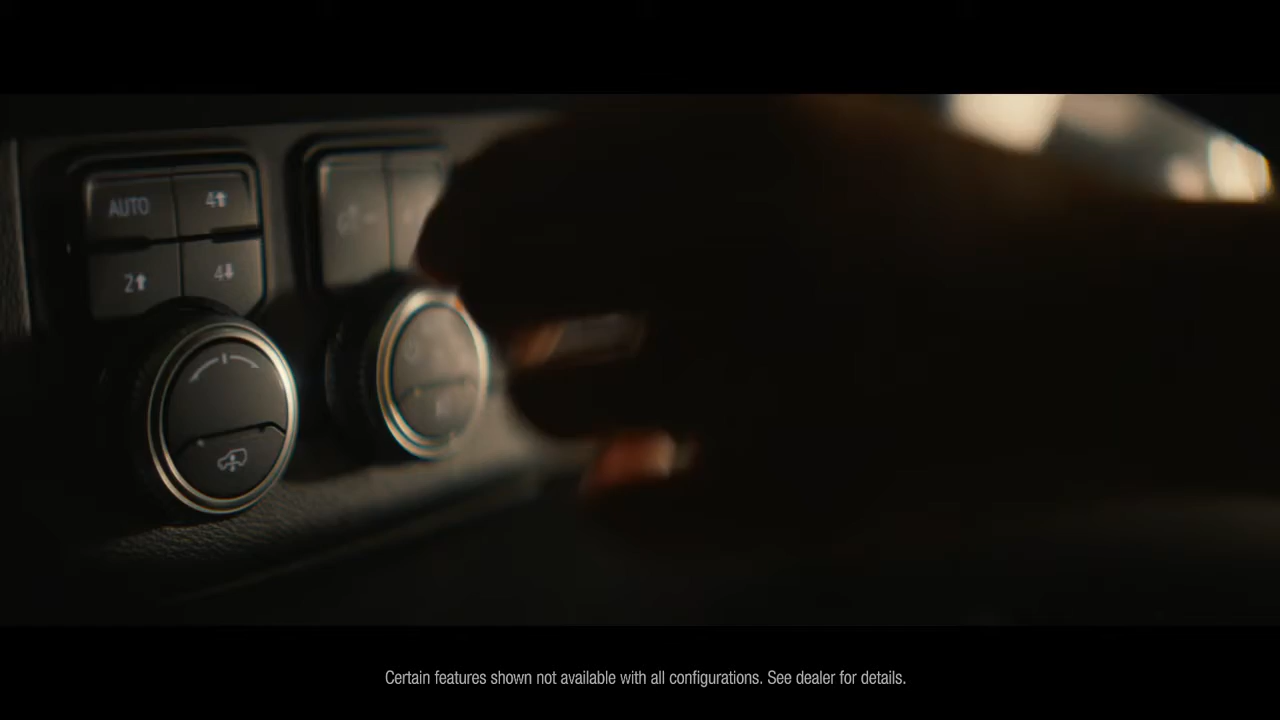 AUTO
4⬆
2⬆
4⬇
Certain features shown not available with all configurations. See dealer for details.